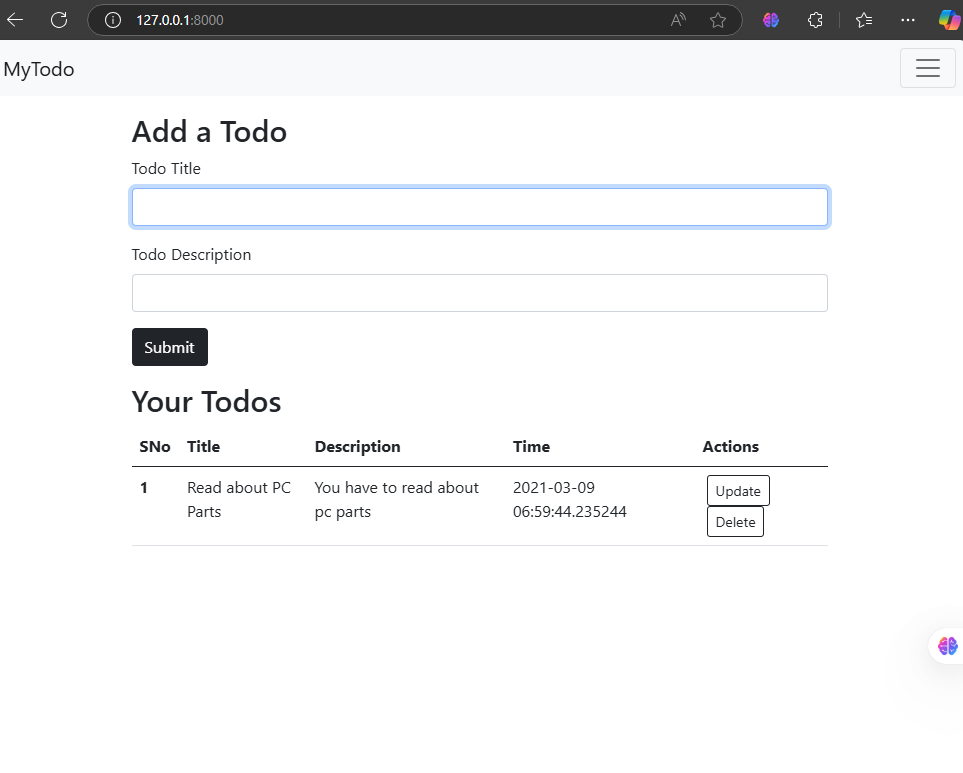 127.0.0.1:8000
MyTodo
Add a Todo
Todo Title
Todo Description
Submit
Your Todos
SNo Title Description Time Actions
1 Read about PC Parts You have to read about pc parts 2021-03-09 06:59:44.235244 Update
Delete